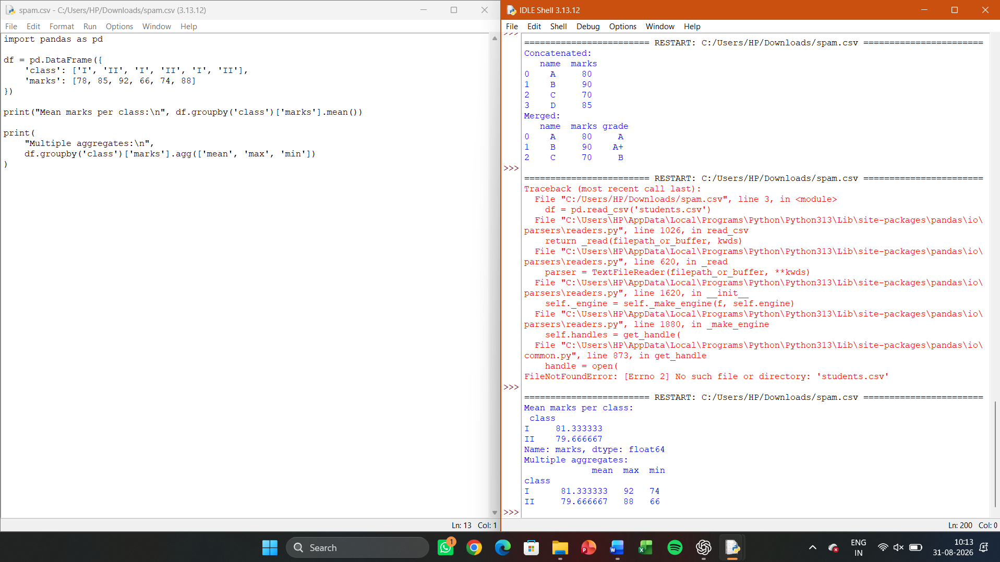 spam.csv - C:/Users/HP/Downloads/spam.csv (3.13.12)
File Edit Format Run Options Window Help
import pandas as pd
df = pd.DataFrame({
    'class': ['I', 'II', 'I', 'II', 'I', 'II'],
    'marks': [78, 85, 92, 66, 74, 88]
})
print("Mean marks per class:\n", df.groupby('class')['marks'].mean())
print(
    "Multiple aggregates:\n",
    df.groupby('class')['marks'].agg(['mean', 'max', 'min'])
)
Ln: 13 Col: 1
IDLE Shell 3.13.12
File Edit Shell Debug Options Window Help
>>>
======================== RESTART: C:/Users/HP/Downloads/spam.csv =======================
Concatenated:
   name  marks
0    A     80
1    B     90
2    C     70
3    D     85
Merged:
   name  marks grade
0    A     80     A
1    B     90    A+
2    C     70     B
>>>
======================== RESTART: C:/Users/HP/Downloads/spam.csv =======================
Traceback (most recent call last):
  File "C:/Users/HP/Downloads/spam.csv", line 3, in <module>
    df = pd.read_csv('students.csv')
  File "C:\Users\HP\AppData\Local\Programs\Python\Python313\Lib\site-packages\pandas\io\
parsers\readers.py", line 1026, in read_csv
    return _read(filepath_or_buffer, kwds)
  File "C:\Users\HP\AppData\Local\Programs\Python\Python313\Lib\site-packages\pandas\io\
parsers\readers.py", line 620, in _read
    parser = TextFileReader(filepath_or_buffer, **kwds)
  File "C:\Users\HP\AppData\Local\Programs\Python\Python313\Lib\site-packages\pandas\io\
parsers\readers.py", line 1620, in __init__
    self._engine = self._make_engine(f, self.engine)
  File "C:\Users\HP\AppData\Local\Programs\Python\Python313\Lib\site-packages\pandas\io\
parsers\readers.py", line 1880, in _make_engine
    self.handles = get_handle(
  File "C:\Users\HP\AppData\Local\Programs\Python\Python313\Lib\site-packages\pandas\io\
common.py", line 873, in get_handle
    handle = open(
FileNotFoundError: [Errno 2] No such file or directory: 'students.csv'
>>>
======================== RESTART: C:/Users/HP/Downloads/spam.csv =======================
Mean marks per class:
 class
I     81.333333
II    79.666667
Name: marks, dtype: float64
Multiple aggregates:
             mean  max  min
class
I      81.333333   92   74
II     79.666667   88   66
>>>
Ln: 200 Col: 0
Search
1
ENG
IN
10:13
31-08-2026